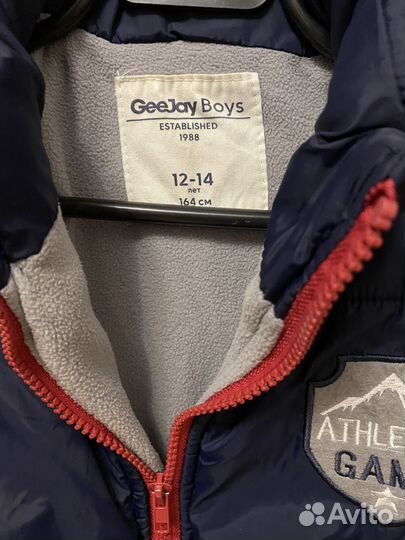 GeeJay Boys
ESTABLISHED
1988
12-14
лет
164 СМ
ATHLE
GAM
Avito